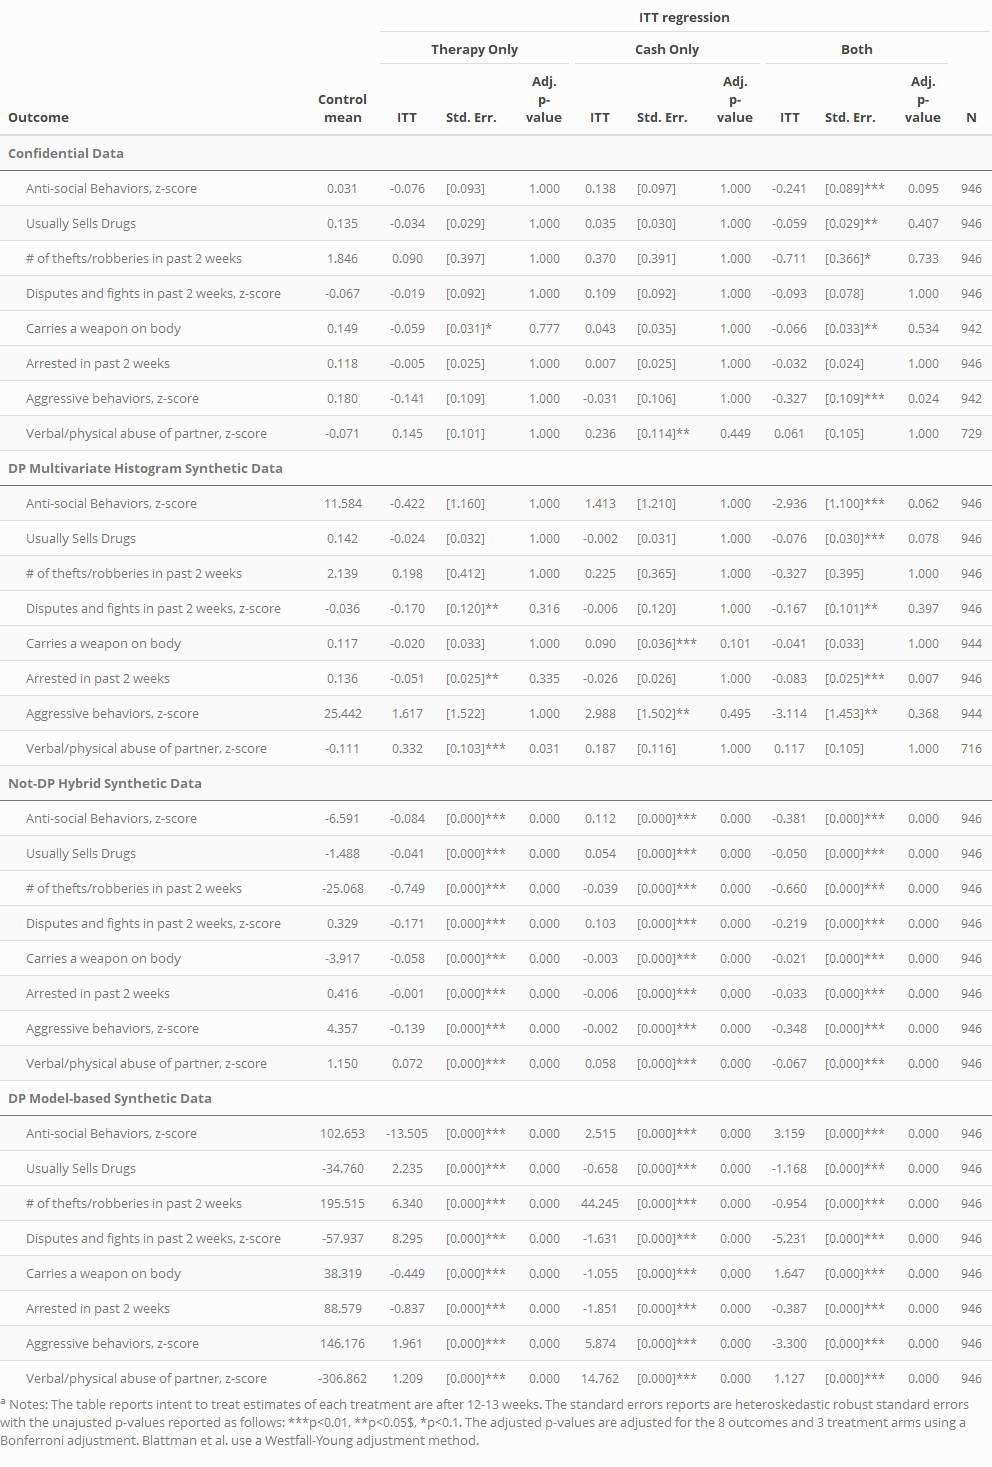 ITT regression
Therapy Only Cash Only Both
Outcome Control mean ITT Std. Err. Adj. p-value ITT Std. Err. Adj. p-value ITT Std. Err. Adj. p-value N
Confidential Data
Anti-social Behaviors, z-score 0.031 -0.076 [0.093] 1.000 0.138 [0.097] 1.000 -0.241 [0.089]*** 0.095 946
Usually Sells Drugs 0.135 -0.034 [0.029] 1.000 0.035 [0.030] 1.000 -0.059 [0.029]** 0.407 946
# of thefts/robberies in past 2 weeks 1.846 0.090 [0.397] 1.000 0.370 [0.391] 1.000 -0.711 [0.366]* 0.733 946
Disputes and fights in past 2 weeks, z-score -0.067 -0.019 [0.092] 1.000 0.109 [0.092] 1.000 -0.093 [0.078] 1.000 946
Carries a weapon on body 0.149 -0.059 [0.031]* 0.777 0.043 [0.035] 1.000 -0.066 [0.033]** 0.534 942
Arrested in past 2 weeks 0.118 -0.005 [0.025] 1.000 0.007 [0.025] 1.000 -0.032 [0.024] 1.000 946
Aggressive behaviors, z-score 0.180 -0.141 [0.109] 1.000 -0.031 [0.106] 1.000 -0.327 [0.109]*** 0.024 942
Verbal/physical abuse of partner, z-score -0.071 0.145 [0.101] 1.000 0.236 [0.114]** 0.449 0.061 [0.105] 1.000 729
DP Multivariate Histogram Synthetic Data
Anti-social Behaviors, z-score 11.584 -0.422 [1.160] 1.000 1.413 [1.210] 1.000 -2.936 [1.100]*** 0.062 946
Usually Sells Drugs 0.142 -0.024 [0.032] 1.000 -0.002 [0.031] 1.000 -0.076 [0.030]*** 0.078 946
# of thefts/robberies in past 2 weeks 2.139 0.198 [0.412] 1.000 0.225 [0.365] 1.000 -0.327 [0.395] 1.000 946
Disputes and fights in past 2 weeks, z-score -0.036 -0.170 [0.120]** 0.316 -0.006 [0.120] 1.000 -0.167 [0.101]** 0.397 946
Carries a weapon on body 0.117 -0.020 [0.033] 1.000 0.090 [0.036]*** 0.101 -0.041 [0.033] 1.000 944
Arrested in past 2 weeks 0.136 -0.051 [0.025]** 0.335 -0.026 [0.026] 1.000 -0.083 [0.025]*** 0.007 946
Aggressive behaviors, z-score 25.442 1.617 [1.522] 1.000 2.988 [1.502]** 0.495 -3.114 [1.453]** 0.368 944
Verbal/physical abuse of partner, z-score -0.111 0.332 [0.103]*** 0.031 0.187 [0.116] 1.000 0.117 [0.105] 1.000 716
Not-DP Hybrid Synthetic Data
Anti-social Behaviors, z-score -6.591 -0.084 [0.000]*** 0.000 0.112 [0.000]*** 0.000 -0.381 [0.000]*** 0.000 946
Usually Sells Drugs -1.488 -0.041 [0.000]*** 0.000 0.054 [0.000]*** 0.000 -0.050 [0.000]*** 0.000 946
# of thefts/robberies in past 2 weeks -25.068 -0.749 [0.000]*** 0.000 -0.039 [0.000]*** 0.000 -0.660 [0.000]*** 0.000 946
Disputes and fights in past 2 weeks, z-score 0.329 -0.171 [0.000]*** 0.000 0.103 [0.000]*** 0.000 -0.219 [0.000]*** 0.000 946
Carries a weapon on body -3.917 -0.058 [0.000]*** 0.000 -0.003 [0.000]*** 0.000 -0.021 [0.000]*** 0.000 946
Arrested in past 2 weeks 0.416 -0.001 [0.000]*** 0.000 -0.006 [0.000]*** 0.000 -0.033 [0.000]*** 0.000 946
Aggressive behaviors, z-score 4.357 -0.139 [0.000]*** 0.000 -0.002 [0.000]*** 0.000 -0.348 [0.000]*** 0.000 946
Verbal/physical abuse of partner, z-score 1.150 0.072 [0.000]*** 0.000 0.058 [0.000]*** 0.000 -0.067 [0.000]*** 0.000 946
DP Model-based Synthetic Data
Anti-social Behaviors, z-score 102.653 -13.505 [0.000]*** 0.000 2.515 [0.000]*** 0.000 3.159 [0.000]*** 0.000 946
Usually Sells Drugs -34.760 2.235 [0.000]*** 0.000 -0.658 [0.000]*** 0.000 -1.168 [0.000]*** 0.000 946
# of thefts/robberies in past 2 weeks 195.515 6.340 [0.000]*** 0.000 44.245 [0.000]*** 0.000 -0.954 [0.000]*** 0.000 946
Disputes and fights in past 2 weeks, z-score -57.937 8.295 [0.000]*** 0.000 -1.631 [0.000]*** 0.000 -5.231 [0.000]*** 0.000 946
Carries a weapon on body 38.319 -0.449 [0.000]*** 0.000 -1.055 [0.000]*** 0.000 1.647 [0.000]*** 0.000 946
Arrested in past 2 weeks 88.579 -0.837 [0.000]*** 0.000 -1.851 [0.000]*** 0.000 -0.387 [0.000]*** 0.000 946
Aggressive behaviors, z-score 146.176 1.961 [0.000]*** 0.000 5.874 [0.000]*** 0.000 -3.300 [0.000]*** 0.000 946
Verbal/physical abuse of partner, z-score -306.862 1.209 [0.000]*** 0.000 14.762 [0.000]*** 0.000 1.127 [0.000]*** 0.000 946
a Notes: The table reports intent to treat estimates of each treatment are after 12-13 weeks. The standard errors reports are heteroskedastic robust standard errors
with the unajusted p-values reported as follows: ***p<0.01, **p<0.05$, *p<0.1. The adjusted p-values are adjusted for the 8 outcomes and 3 treatment arms using a
Bonferroni adjustment. Blattman et al. use a Westfall-Young adjustment method.